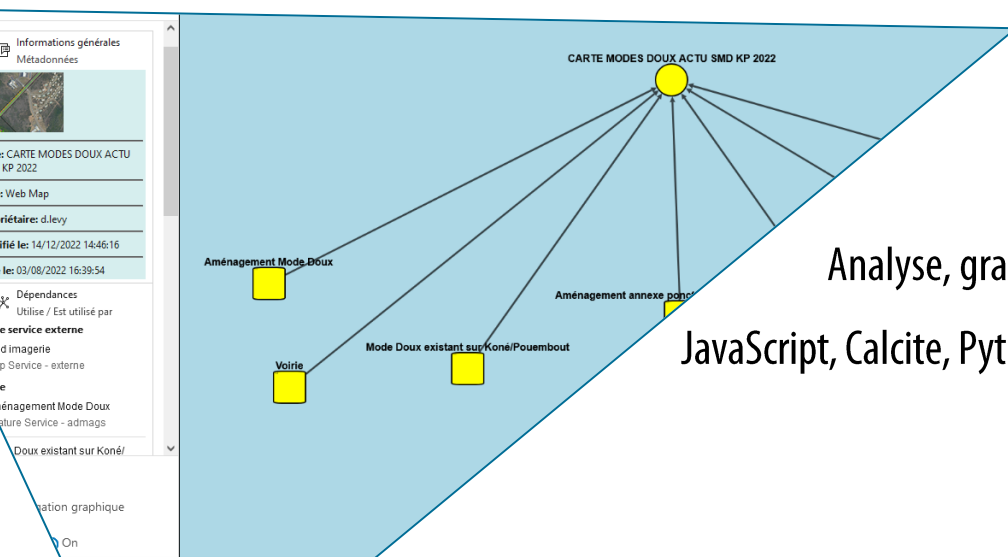 Informations générales
Métadonnées
CARTE MODES DOUX ACTU
KP 2022
: Web Map
riétaire: d.levy
ifié le: 14/12/2022 14:46:16
le: 03/08/2022 16:39:54
Dépendances
Utilise / Est utilisé par
e service externe
d imagerie
p Service - externe
e
énagement Mode Doux
ature Service - admags
Doux existant sur Koné/
ation graphique
On
CARTE MODES DOUX ACTU SMD KP 2022
Aménagement Mode Doux
Aménagement annexe ponct
Mode Doux existant sur Koné/Pouembout
Voirie
Analyse, gra
JavaScript, Calcite, Pyt